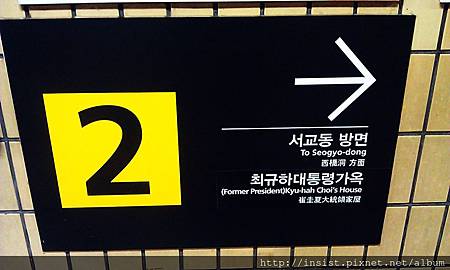 2
서교동 방면
To Seogyo-dong
西橋洞 方面
최규하대통령가옥
(Former President)Kyu-hah Choi's House
崔圭夏大統領家屋
http://insist.pixnet.net/album